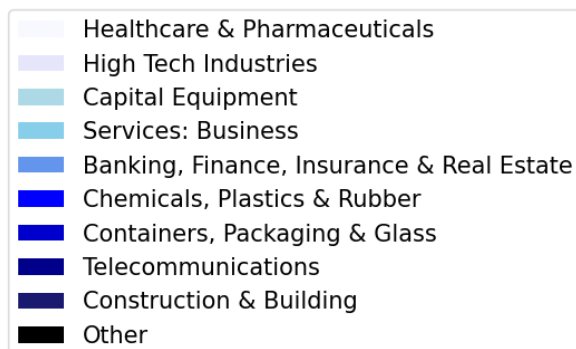 Healthcare & Pharmaceuticals
High Tech Industries
Capital Equipment
Services: Business
Banking, Finance, Insurance & Real Estate
Chemicals, Plastics & Rubber
Containers, Packaging & Glass
Telecommunications
Construction & Building
Other